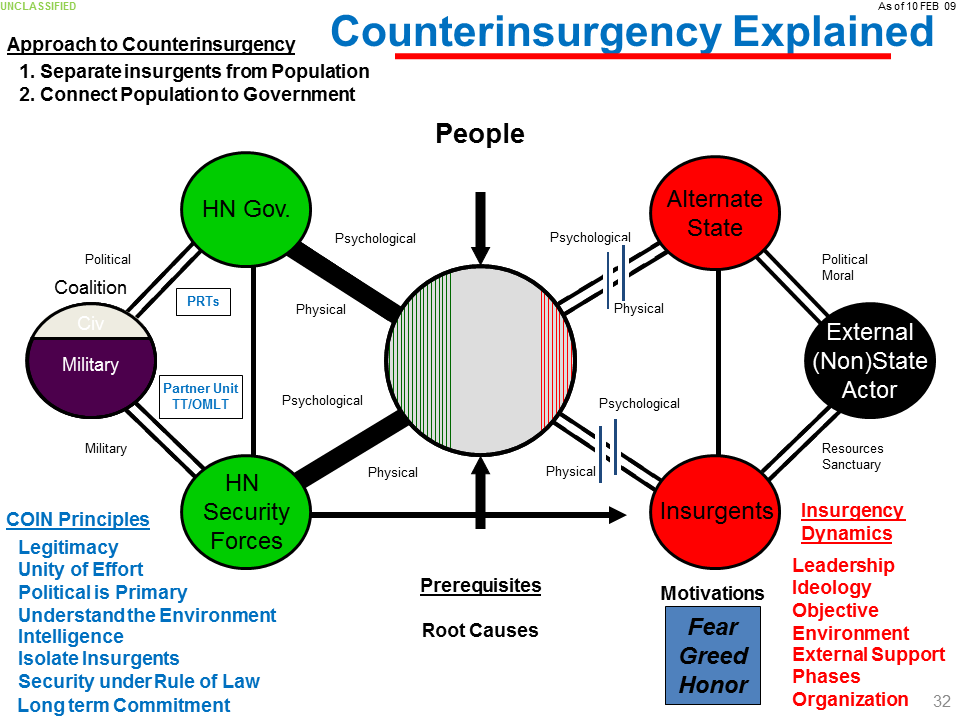 UNCLASSIFIED
As of 10 FEB 09
Counterinsurgency Explained
Approach to Counterinsurgency
1. Separate insurgents from Population
2. Connect Population to Government
People
HN Gov.
Alternate
State
Psychological
Psychological
Political
Political
Moral
Coalition
PRTs
Physical
Physical
Civ
Military
External
(Non)State
Actor
Partner Unit
TT/OMLT
Psychological
Psychological
Military
Physical
Physical
Resources
Sanctuary
HN
Security
Forces
Insurgents
COIN Principles
Legitimacy
Unity of Effort
Political is Primary
Understand the Environment
Intelligence
Isolate Insurgents
Security under Rule of Law
Long term Commitment
Prerequisites
Root Causes
Motivations
Fear
Greed
Honor
Insurgency
Dynamics
Leadership
Ideology
Objective
Environment
External Support
Phases
Organization
32